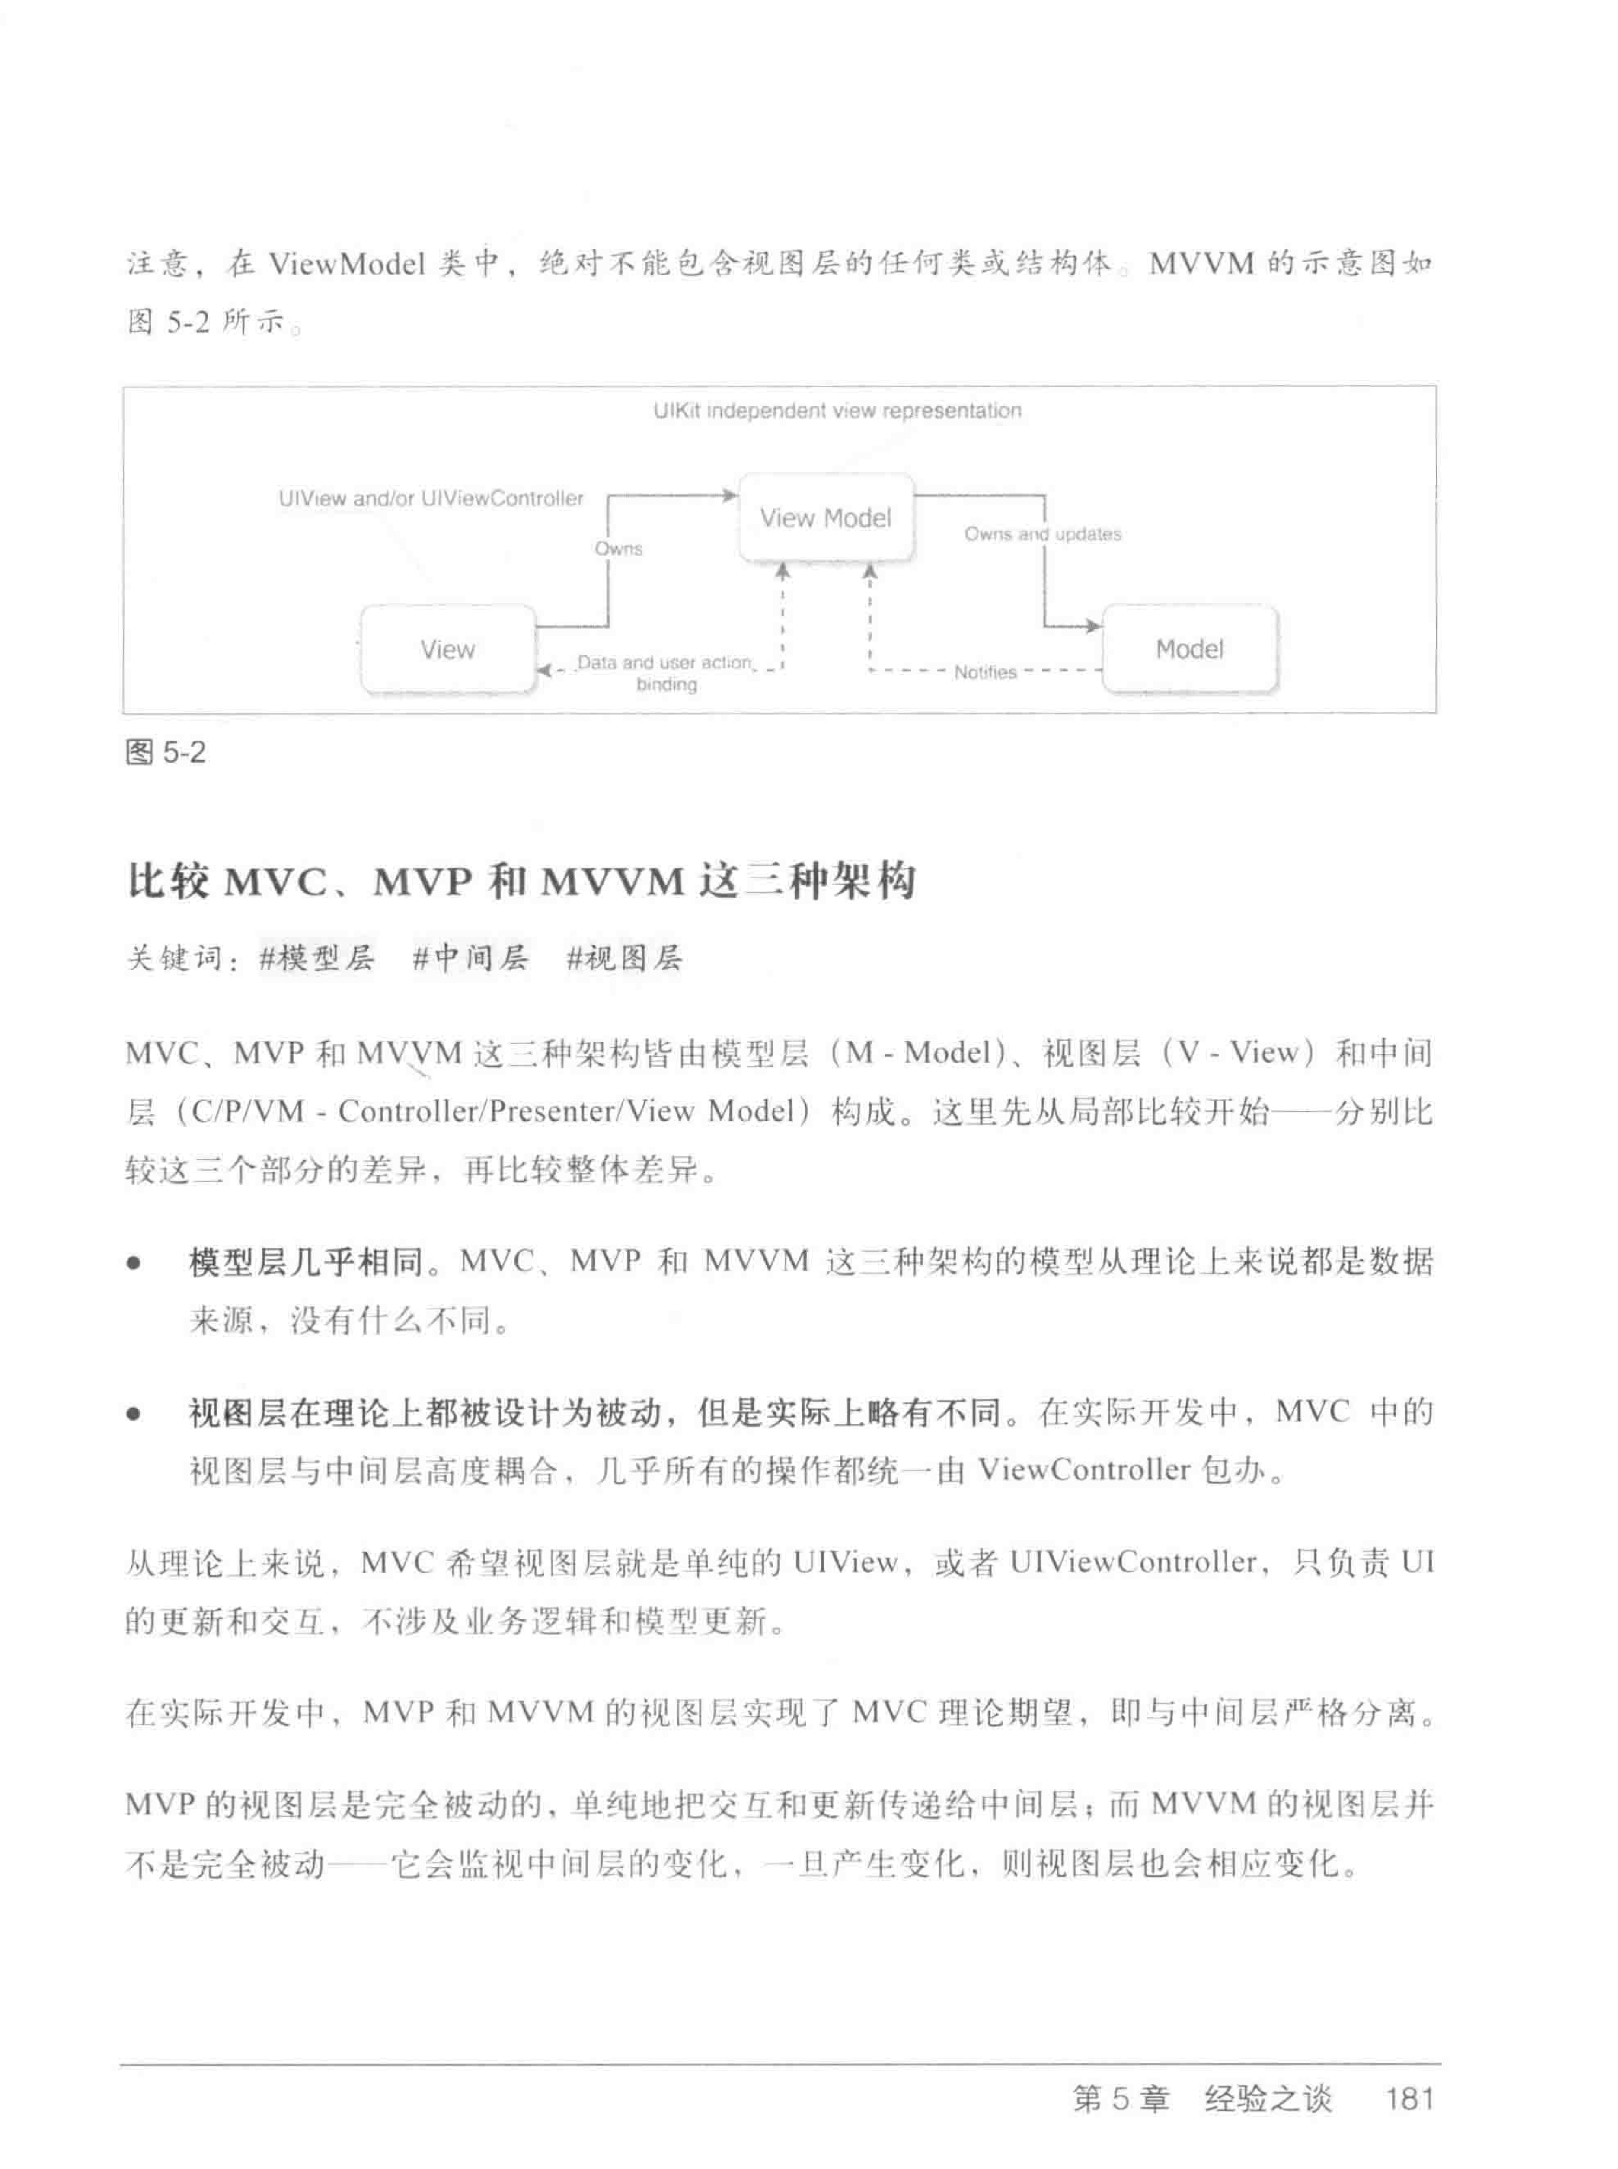 注意，在 ViewModel 类中，绝对不能包含视图层的任何类或结构体。MVVM 的示意图如
图 5-2 所示。
UIKit independent view representation
UIView and/or UIViewController
View Model
Owns
Owns and updates
View
Data and user action
binding
Notifies
Model
图 5-2
比较 MVC、MVP 和 MVVM 这三种架构
关键词：#模型层 #中间层 #视图层
MVC、MVP 和 MVVM 这三种架构皆由模型层（M - Model）、视图层（V - View）和中间
层（C/P/VM - Controller/Presenter/View Model）构成。这里先从局部比较开始——分别比
较这三个部分的差异，再比较整体差异。
● 模型层几乎相同。MVC、MVP 和 MVVM 这三种架构的模型从理论上来说都是数据
来源，没有什么不同。
● 视图层在理论上都被设计为被动，但是实际上略有不同。在实际开发中，MVC 中的
视图层与中间层高度耦合，几乎所有的操作都统一由 ViewController 包办。
从理论上来说，MVC 希望视图层就是单纯的 UIView，或者 UIViewController，只负责 UI
的更新和交互，不涉及业务逻辑和模型更新。
在实际开发中，MVP 和 MVVM 的视图层实现了 MVC 理论期望，即与中间层严格分离。
MVP 的视图层是完全被动的，单纯地把交互和更新传递给中间层；而 MVVM 的视图层并
不是完全被动——它会监视中间层的变化，一旦产生变化，则视图层也会相应变化。
第 5 章 经验之谈 181